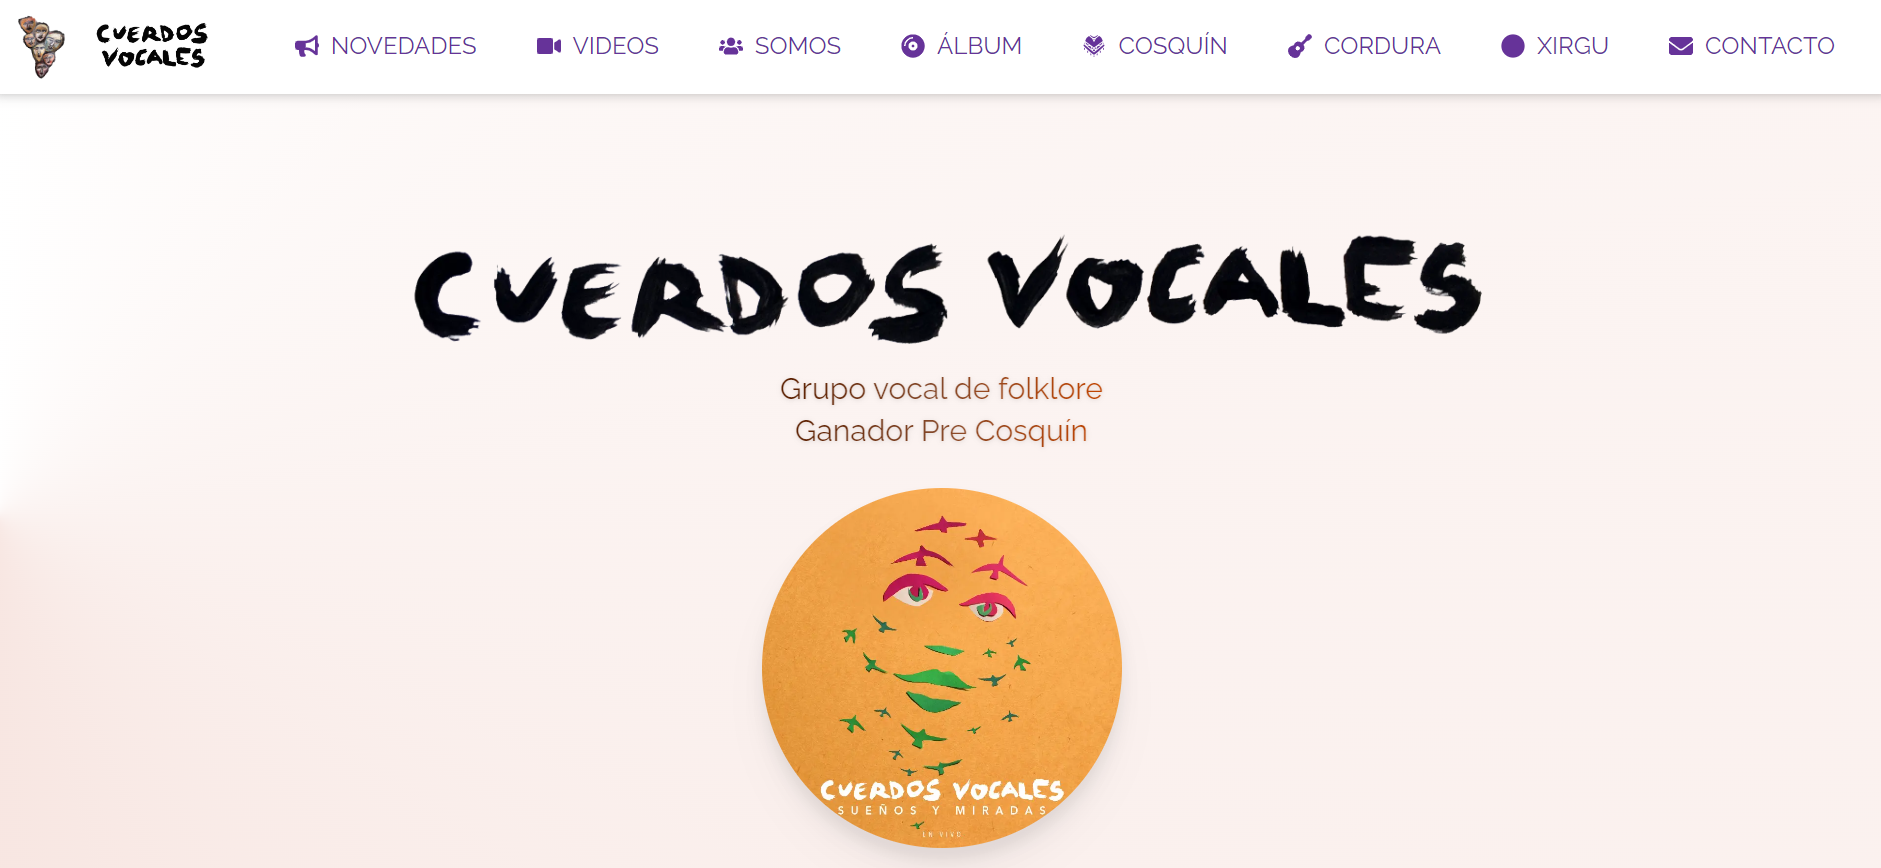 CUERDOS
VOCALES
NOVEDADES
VIDEOS
SOMOS
ÁLBUM
COSQUÍN
CORDURA
XIRGU
CONTACTO
CUERDOS VOCALES
Grupo vocal de folklore
Ganador Pre Cosquín
CUERDOS VOCALES
SUEÑOS Y MIRADAS
EN VIVO